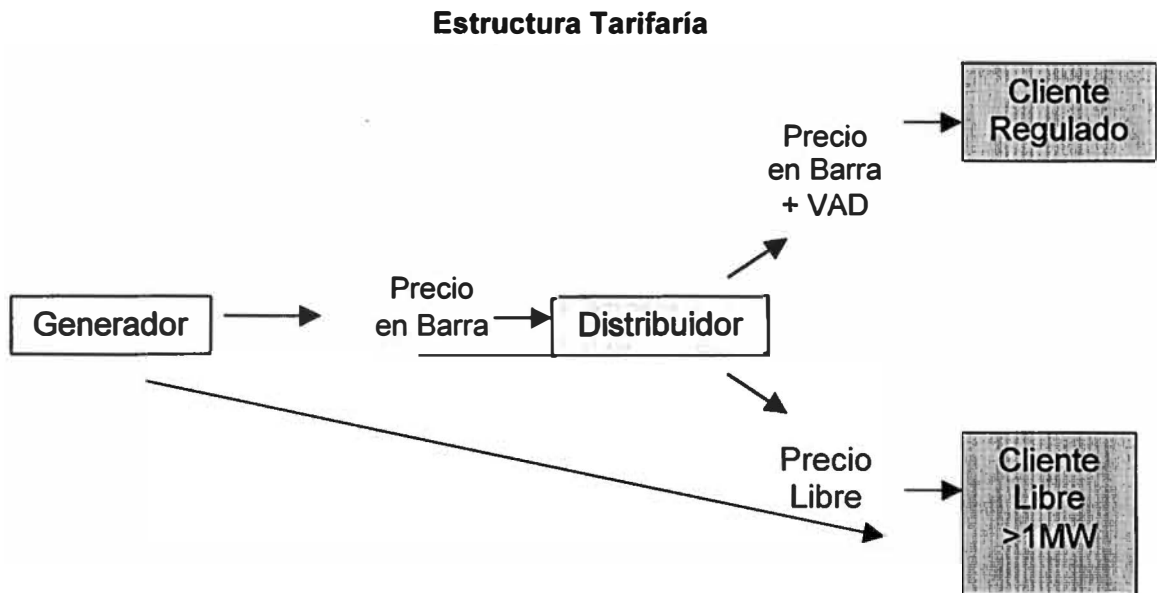 Estructura Tarifaría
Cliente
Regulado
Precio
en Barra
+ VAD
Generador
Precio
en Barra
Distribuidor
Precio
Libre
Cliente
Libre
>1MW